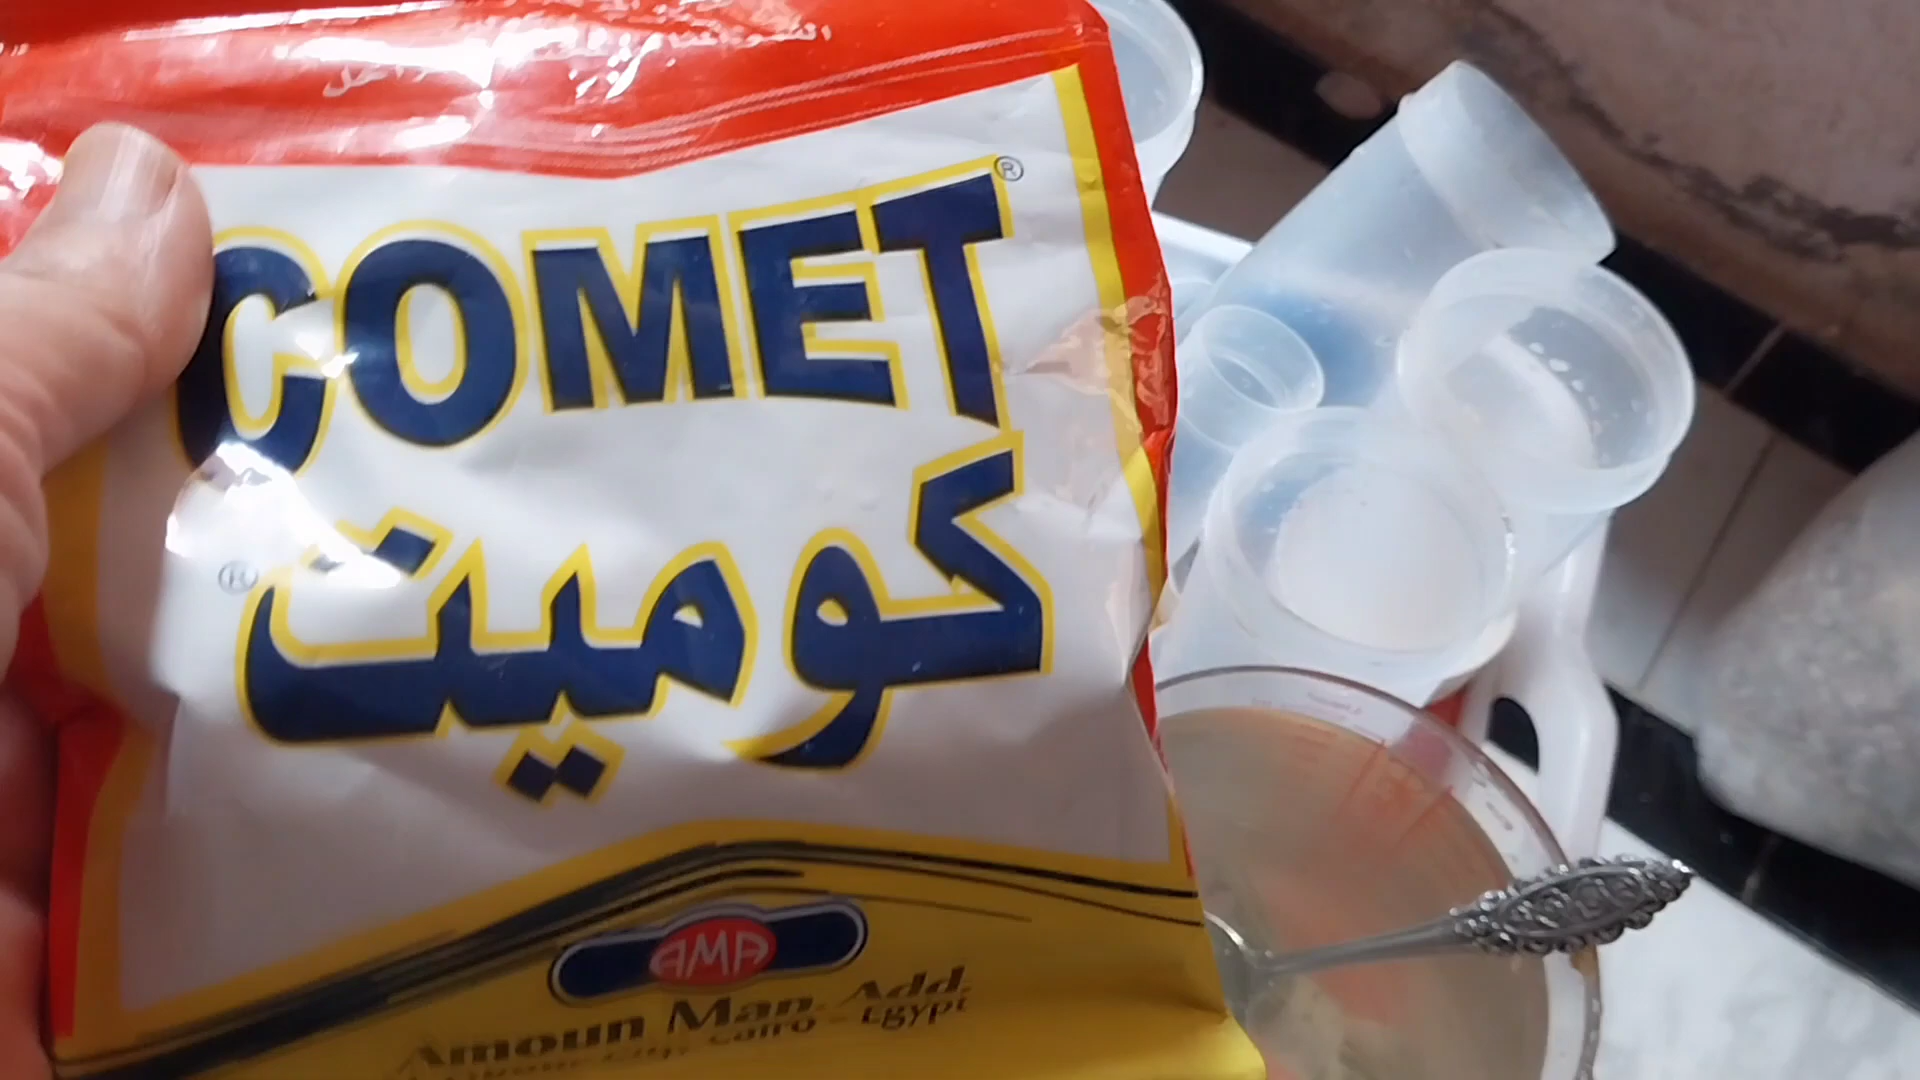 COMET®
كوميت®
AMA
Amoun Man. Add.
Cairo - Egypt